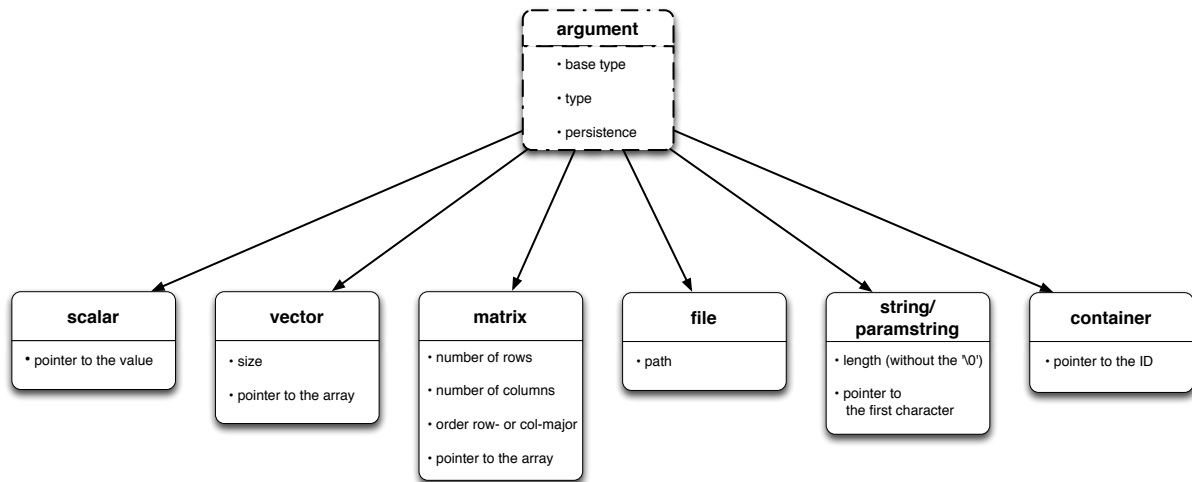 argument
• base type
• type
• persistence
scalar
• pointer to the value
vector
• size
• pointer to the array
matrix
• number of rows
• number of columns
• order row- or col-major
• pointer to the array
file
• path
string/
paramstring
• length (without the '\0')
• pointer to
the first character
container
• pointer to the ID